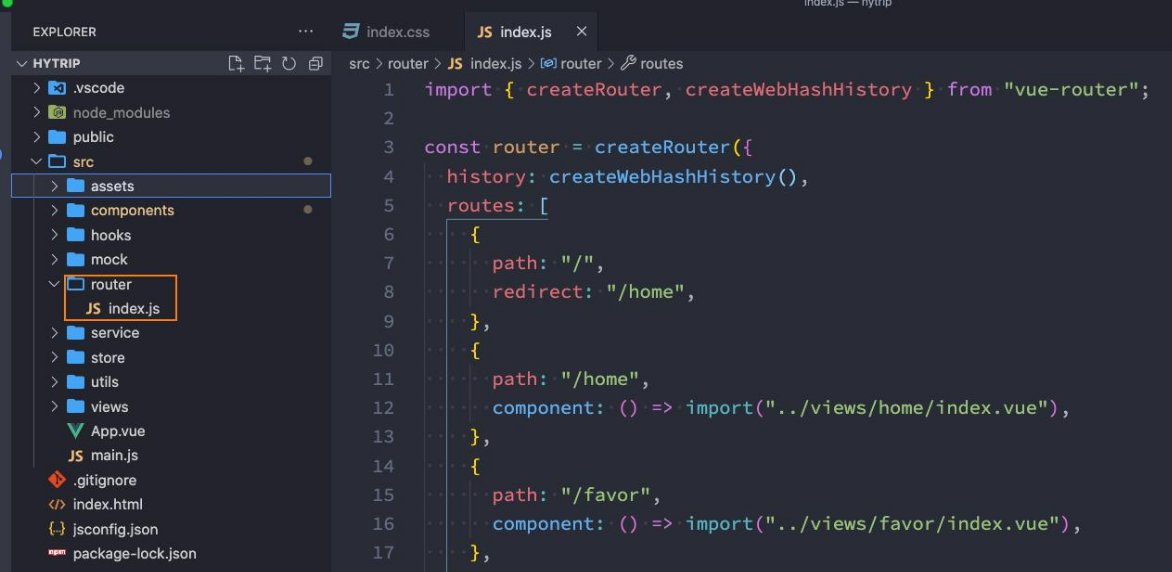 index.js — hytrip
EXPLORER
···
index.css
JS index.js ×
HYTRIP
src > router > JS index.js > router > routes
.vscode
node_modules
public
src
assets
components
hooks
mock
router
JS index.js
service
store
utils
views
App.vue
JS main.js
.gitignore
<> index.html
{..} jsconfig.json
npm package-lock.json
1 import { createRouter, createWebHashHistory } from "vue-router";
2
3 const router = createRouter({
4 history: createWebHashHistory(),
5 routes: [
6 {
7 path: "/",
8 redirect: "/home",
9 },
10 {
11 path: "/home",
12 component: () => import("../views/home/index.vue"),
13 },
14 {
15 path: "/favor",
16 component: () => import("../views/favor/index.vue"),
17 },